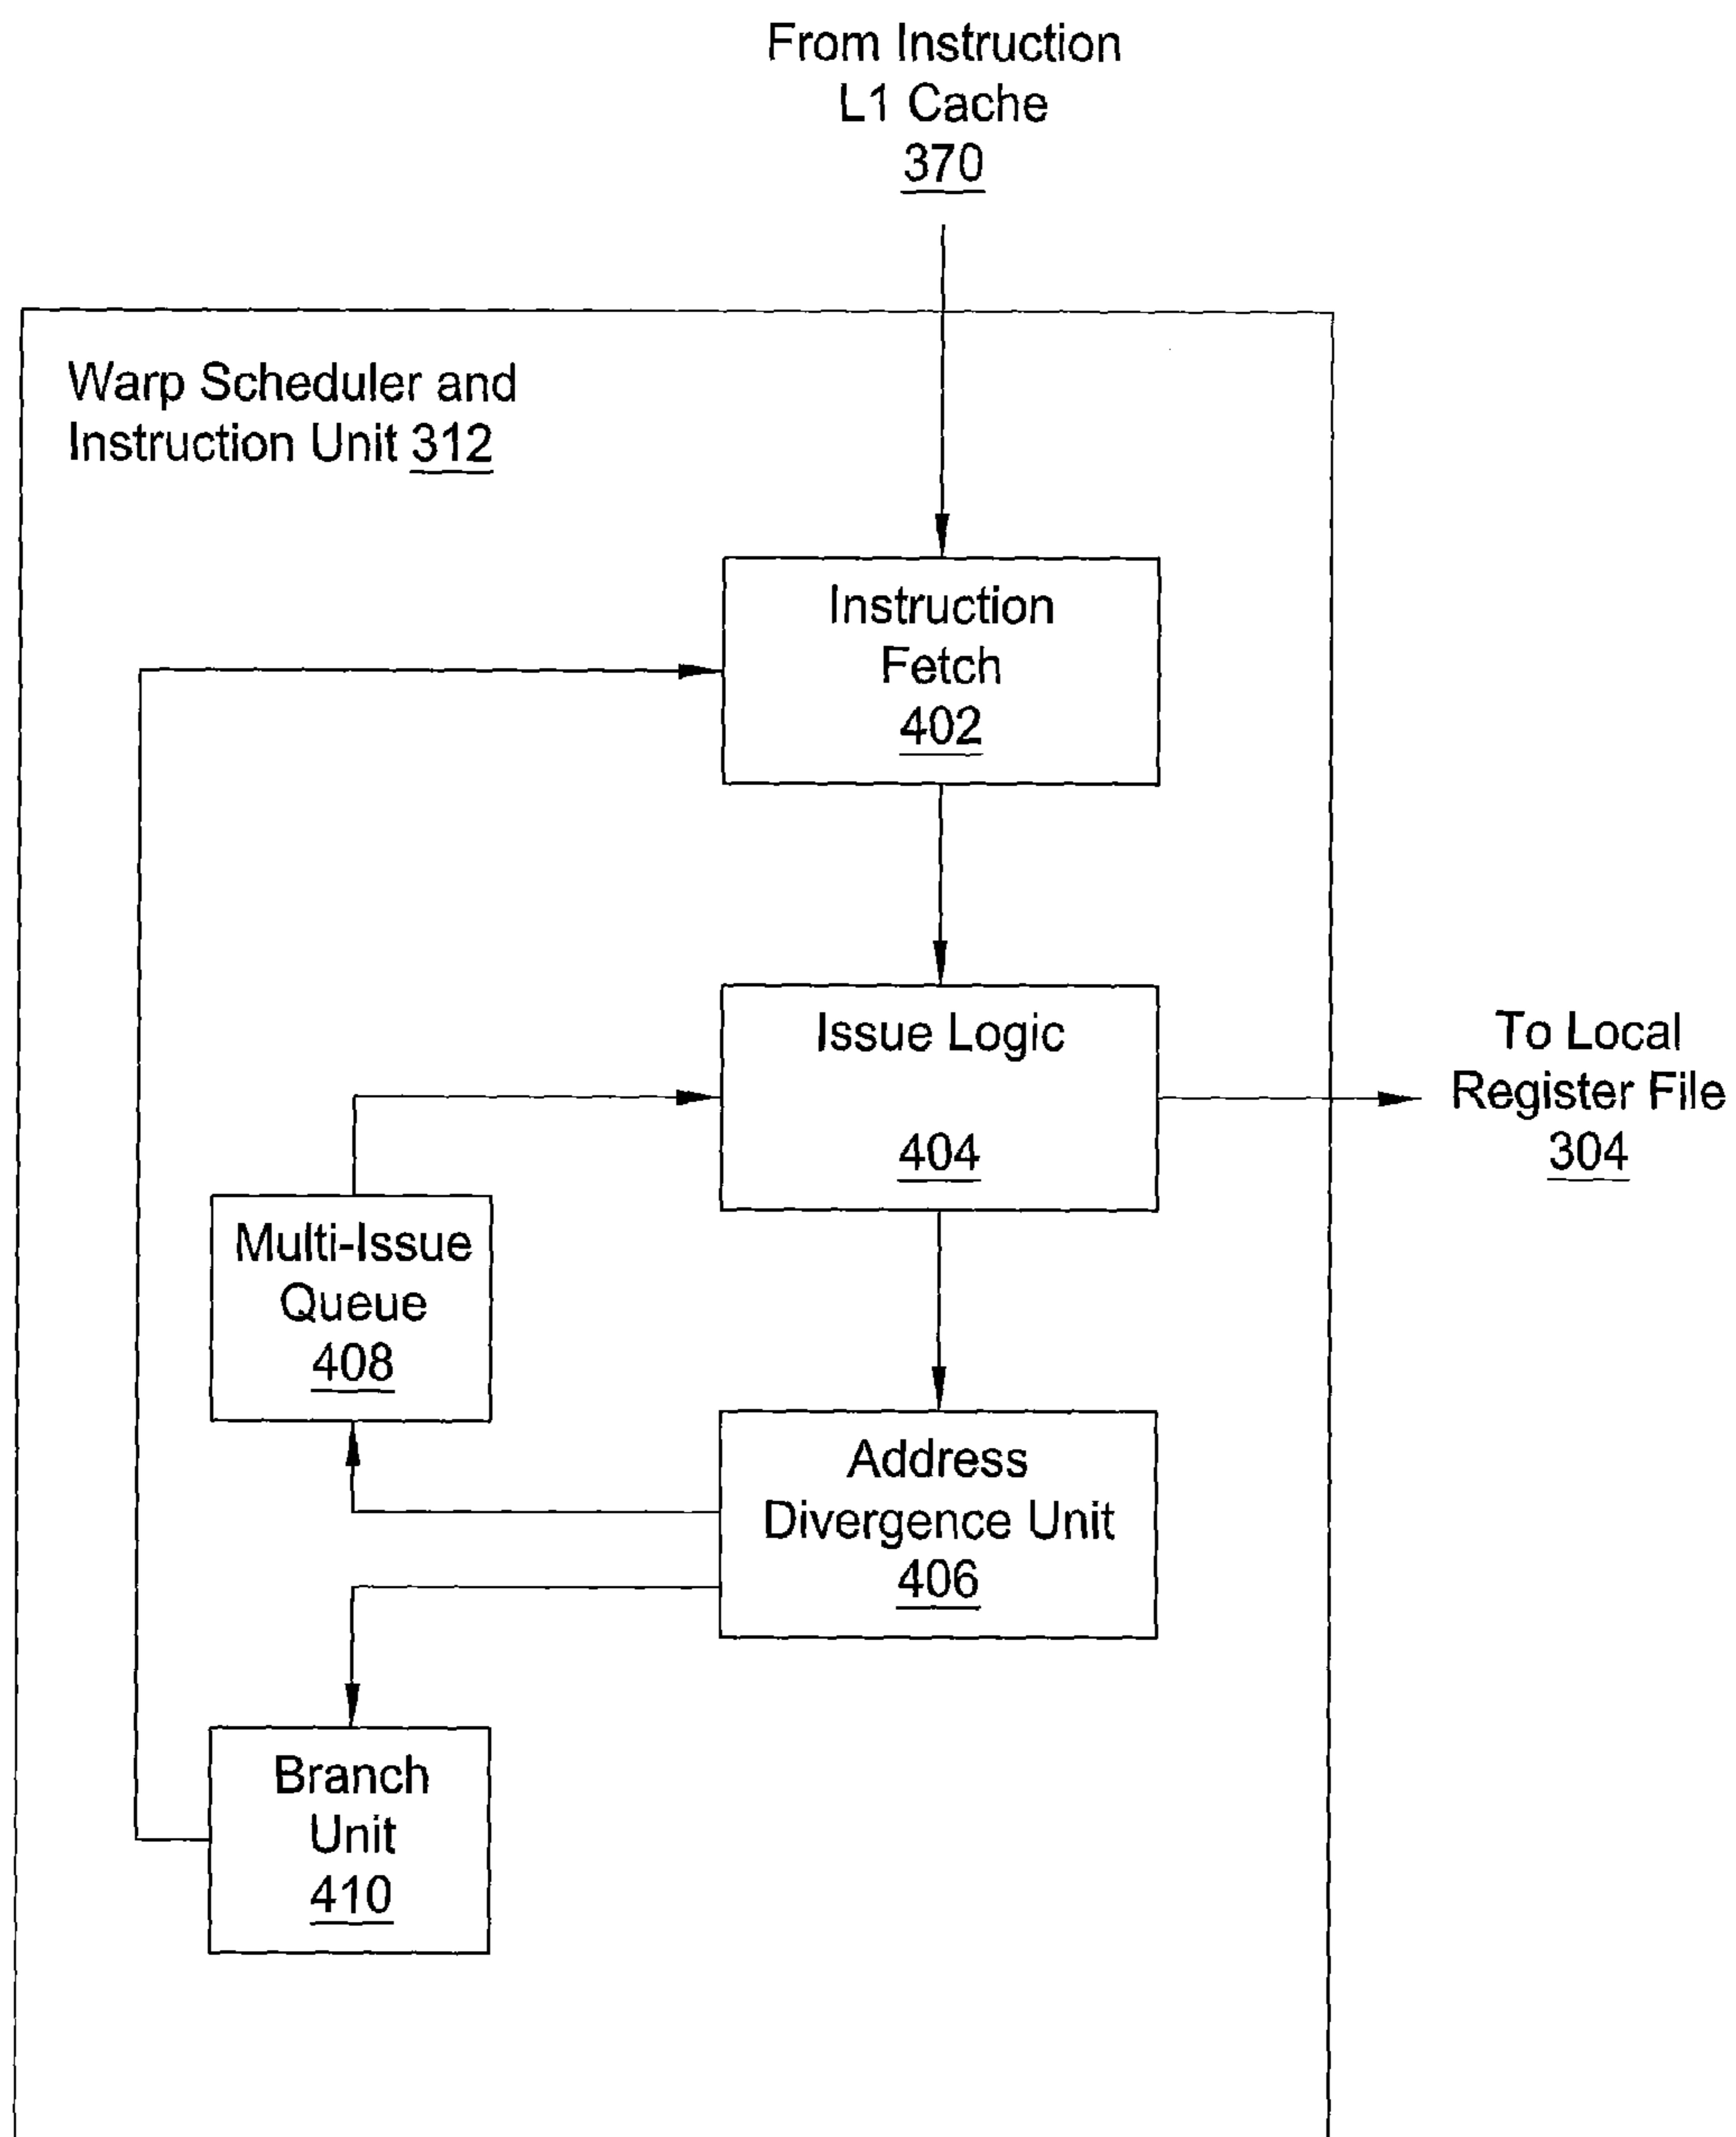 From Instruction
L1 Cache
370
Warp Scheduler and
Instruction Unit 312
Instruction
Fetch
402
Issue Logic
404
To Local
Register File
304
Multi-Issue
Queue
408
Address
Divergence Unit
406
Branch
Unit
410